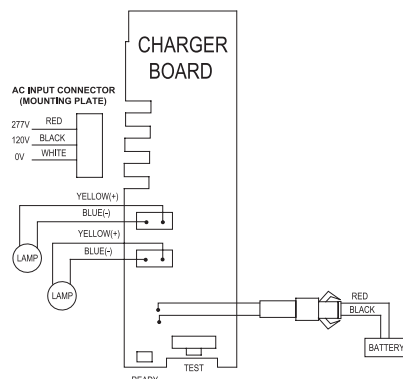 CHARGER
BOARD
AC INPUT CONNECTOR
(MOUNTING PLATE)
277V RED
120V BLACK
0V WHITE
YELLOW(+)
BLUE(-)
YELLOW(+)
BLUE(-)
LAMP
LAMP
RED
BLACK
BATTERY
TEST
READY